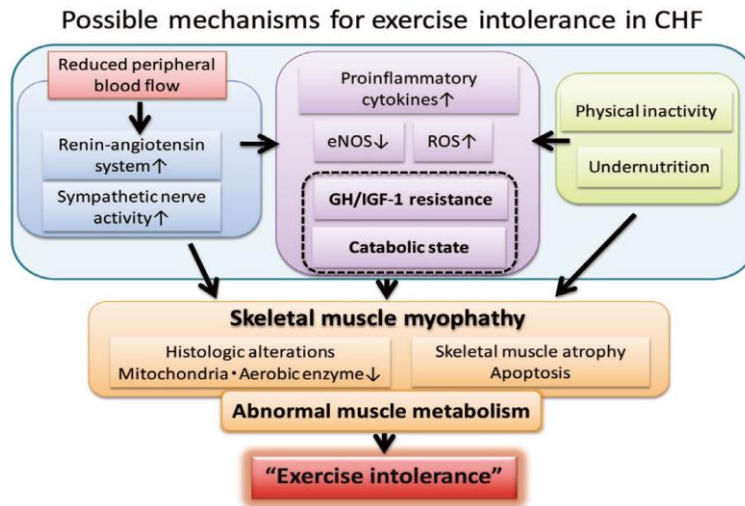 Possible mechanisms for exercise intolerance in CHF
Reduced peripheral
blood flow
Renin-angiotensin
system↑
Sympathetic nerve
activity↑
Proinflammatory
cytokines↑
eNOS↓
ROS↑
GH/IGF-1 resistance
Catabolic state
Physical inactivity
Undernutrition
Skeletal muscle myophathy
Histologic alterations
Mitochondria・Aerobic enzyme↓
Skeletal muscle atrophy
Apoptosis
Abnormal muscle metabolism
“Exercise intolerance”